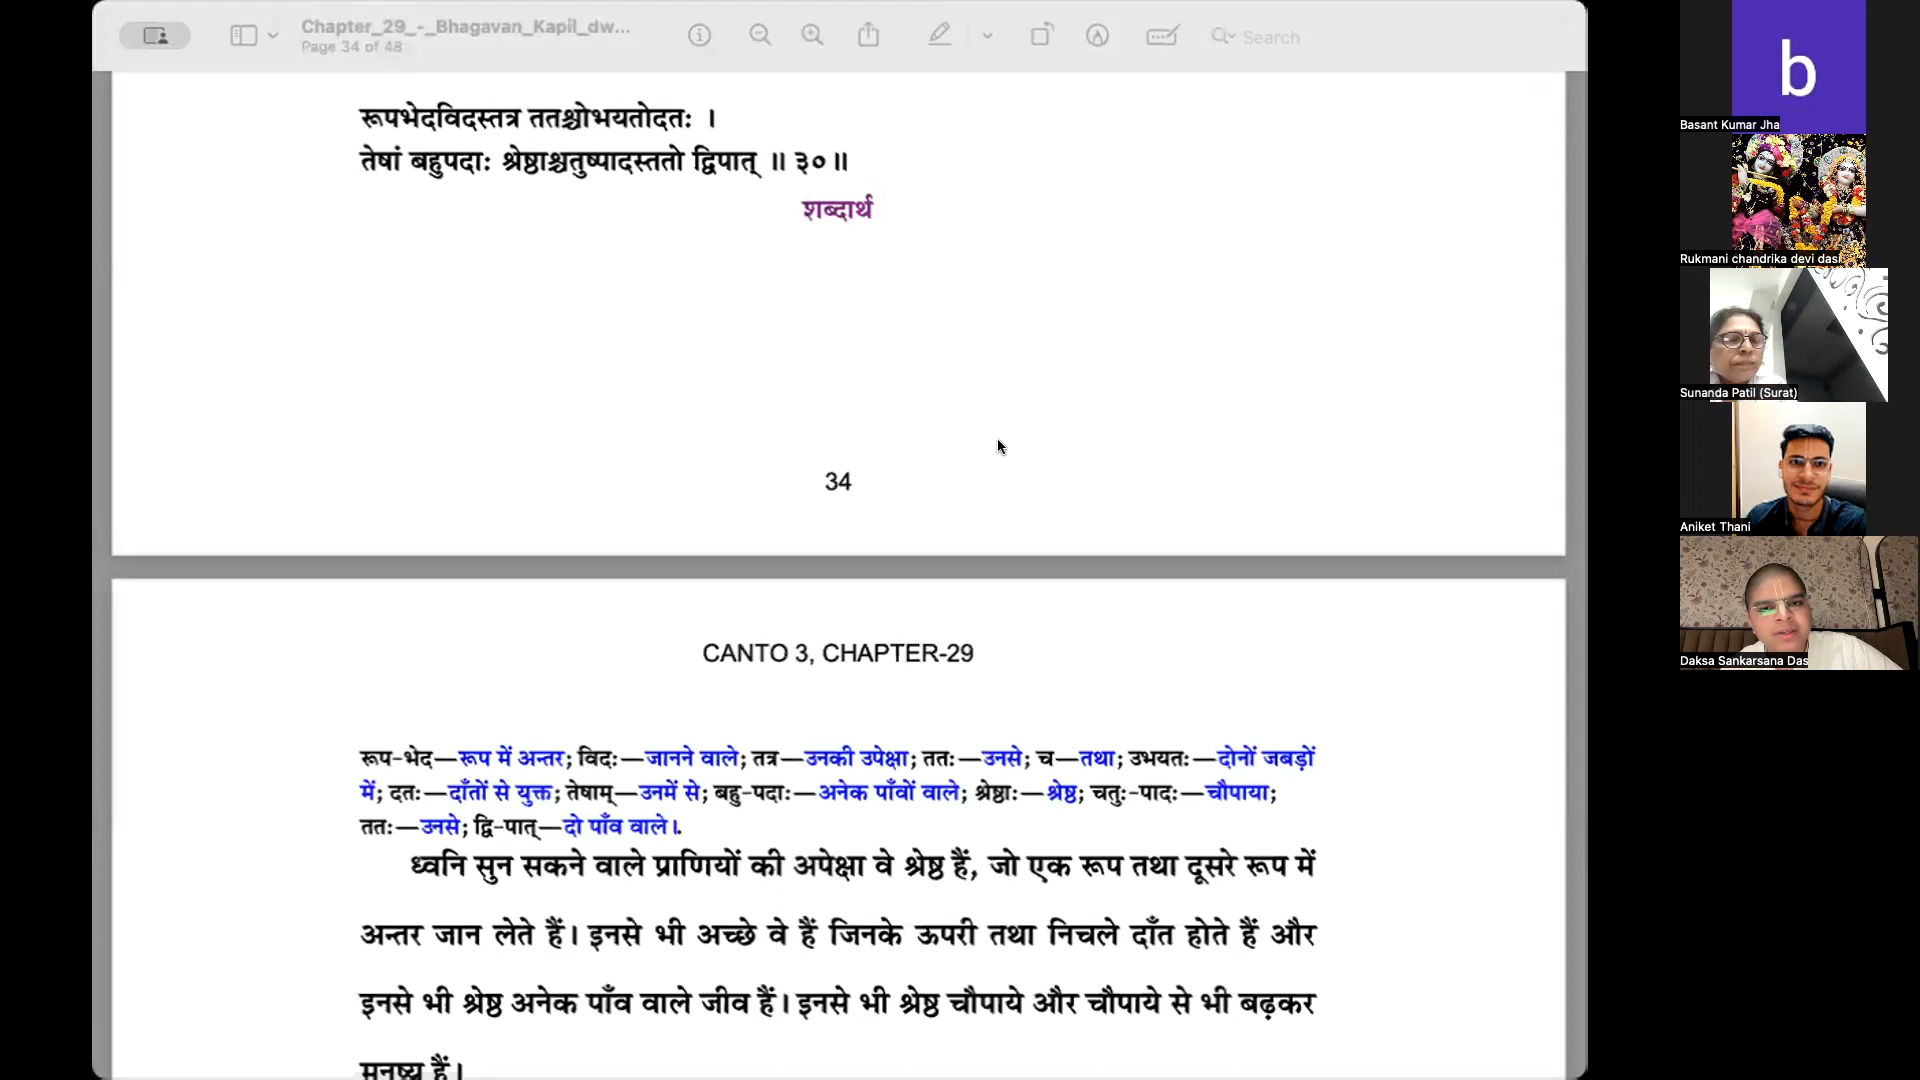 Chapter_29_-_Bhagavan_Kapil_dw...
Page 34 of 48
Search
रूपभेदविदस्तत्र ततश्चोभयतोदतः ।
तेषां बहुपदाः श्रेष्ठाश्चतुष्पादस्ततो द्विपात् ॥ ३० ॥
शब्दार्थ
34
CANTO 3, CHAPTER-29
रूप-भेद—रूप में अन्तर; विदः—जानने वाले; तत्र—उनकी उपेक्षा; ततः—उनसे; च—तथा; उभयतः—दोनों जबड़ों
में; दतः—दाँतों से युक्त; तेषाम्—उनमें से; बहु-पदाः—अनेक पाँवों वाले; श्रेष्ठाः—श्रेष्ठ; चतुः-पादः—चौपाया;
ततः—उनसे; द्वि-पात्—दो पाँव वाले।.
ध्वनि सुन सकने वाले प्राणियों की अपेक्षा वे श्रेष्ठ हैं, जो एक रूप तथा दूसरे रूप में
अन्तर जान लेते हैं। इनसे भी अच्छे वे हैं जिनके ऊपरी तथा निचले दाँत होते हैं और
इनसे भी श्रेष्ठ अनेक पाँव वाले जीव हैं। इनसे भी श्रेष्ठ चौपाये और चौपाये से भी बढ़कर
मनुष्य हैं।
b
Basant Kumar Jha
Rukmani chandrika devi dasi
Sunanda Patil (Surat)
Aniket Thani
Daksa Sankarsana Das